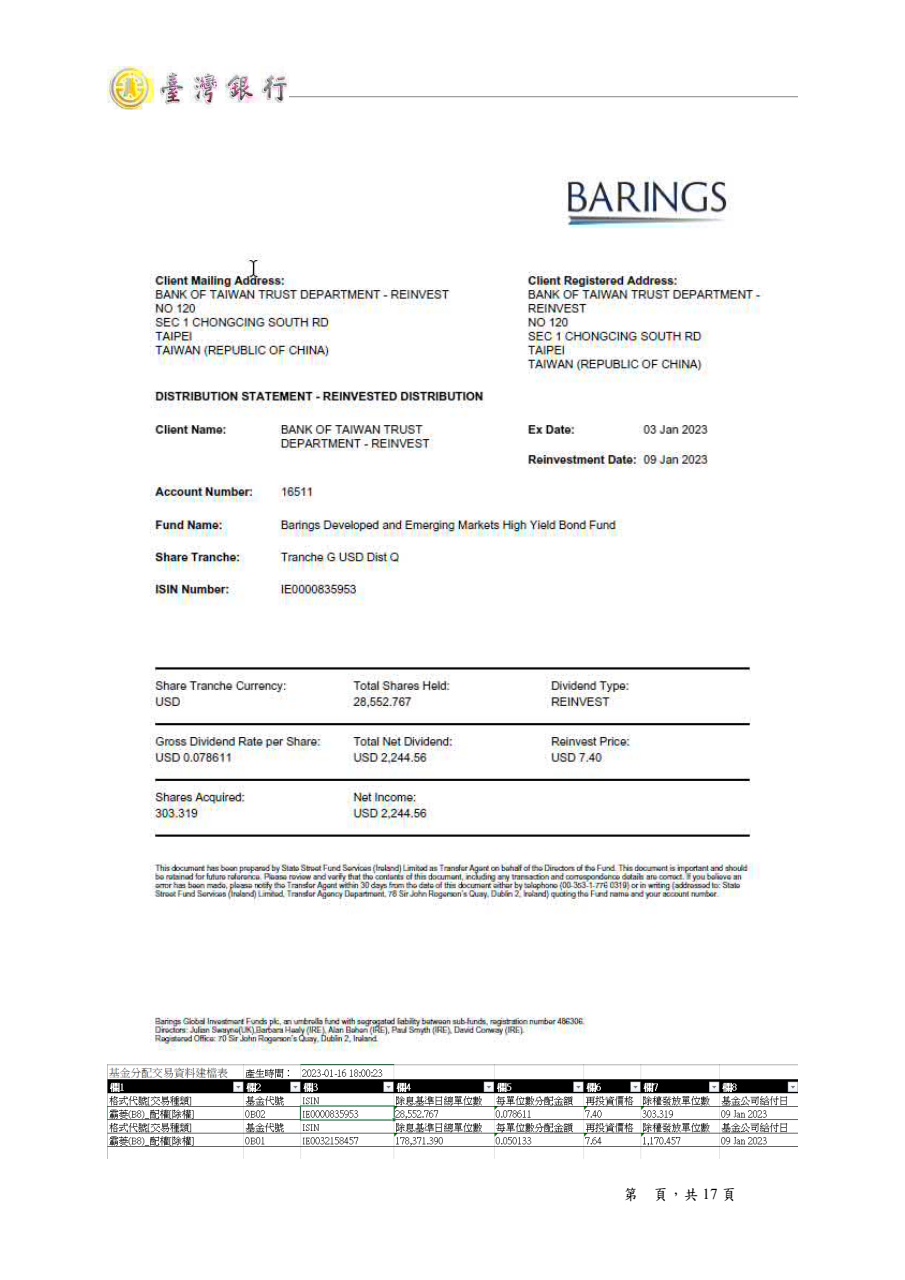 臺灣銀行
BARINGS
Client Mailing Address:
BANK OF TAIWAN TRUST DEPARTMENT - REINVEST
NO 120
SEC 1 CHONGCING SOUTH RD
TAIPEI
TAIWAN (REPUBLIC OF CHINA)
Client Registered Address:
BANK OF TAIWAN TRUST DEPARTMENT -
REINVEST
NO 120
SEC 1 CHONGCING SOUTH RD
TAIPEI
TAIWAN (REPUBLIC OF CHINA)
DISTRIBUTION STATEMENT - REINVESTED DISTRIBUTION
Client Name: BANK OF TAIWAN TRUST
DEPARTMENT - REINVEST
Ex Date: 03 Jan 2023
Reinvestment Date: 09 Jan 2023
Account Number: 16511
Fund Name: Barings Developed and Emerging Markets High Yield Bond Fund
Share Tranche: Tranche G USD Dist Q
ISIN Number: IE0000835953
Share Tranche Currency: Total Shares Held: Dividend Type:
USD 28,552.767 REINVEST
Gross Dividend Rate per Share: Total Net Dividend: Reinvest Price:
USD 0.078611 USD 2,244.56 USD 7.40
Shares Acquired: Net Income:
303.319 USD 2,244.56
This document has been prepared by State Street Fund Services (Ireland) Limited as Transfer Agent on behalf of the Directors of the Fund. This document is important and should
be retained for future reference. Please review and verify that the contents of this document, including any transaction and correspondence details are correct. If you believe an
error has been made, please notify the Transfer Agent within 30 days from the date of this document either by telephone (00-353-1-776 0319) or in writing (addressed to: State
Street Fund Services (Ireland) Limited, Transfer Agency Department, 78 Sir John Rogerson's Quay, Dublin 2, Ireland) quoting the Fund name and your account number.
Barings Global Investment Funds plc, an umbrella fund with segregated liability between sub-funds, registration number 486306.
Directors: Julian Swayne(UK),Barbara Healy (IRE), Alan Behen (IRE), Paul Smyth (IRE), David Conway (IRE).
Registered Office: 70 Sir John Rogerson's Quay, Dublin 2, Ireland.
基金分配交易資料建檔表 產生時間： 2023-01-16 18:00:23
欄1 欄2 欄3 欄4 欄5 欄6 欄7 欄8
格式代號[交易種類] 基金代號 ISIN 除息基準日總單位數 每單位數分配金額 再投資價格 除權發放單位數 基金公司給付日
霸菱(B8)_配權[除權] 0B02 IE0000835953 28,552.767 0.078611 7.40 303.319 09 Jan 2023
格式代號[交易種類] 基金代號 ISIN 除息基準日總單位數 每單位數分配金額 再投資價格 除權發放單位數 基金公司給付日
霸菱(B8)_配權[除權] 0B01 IE0032158457 178,371.390 0.050133 7.64 1,170.457 09 Jan 2023
第 頁，共 17 頁